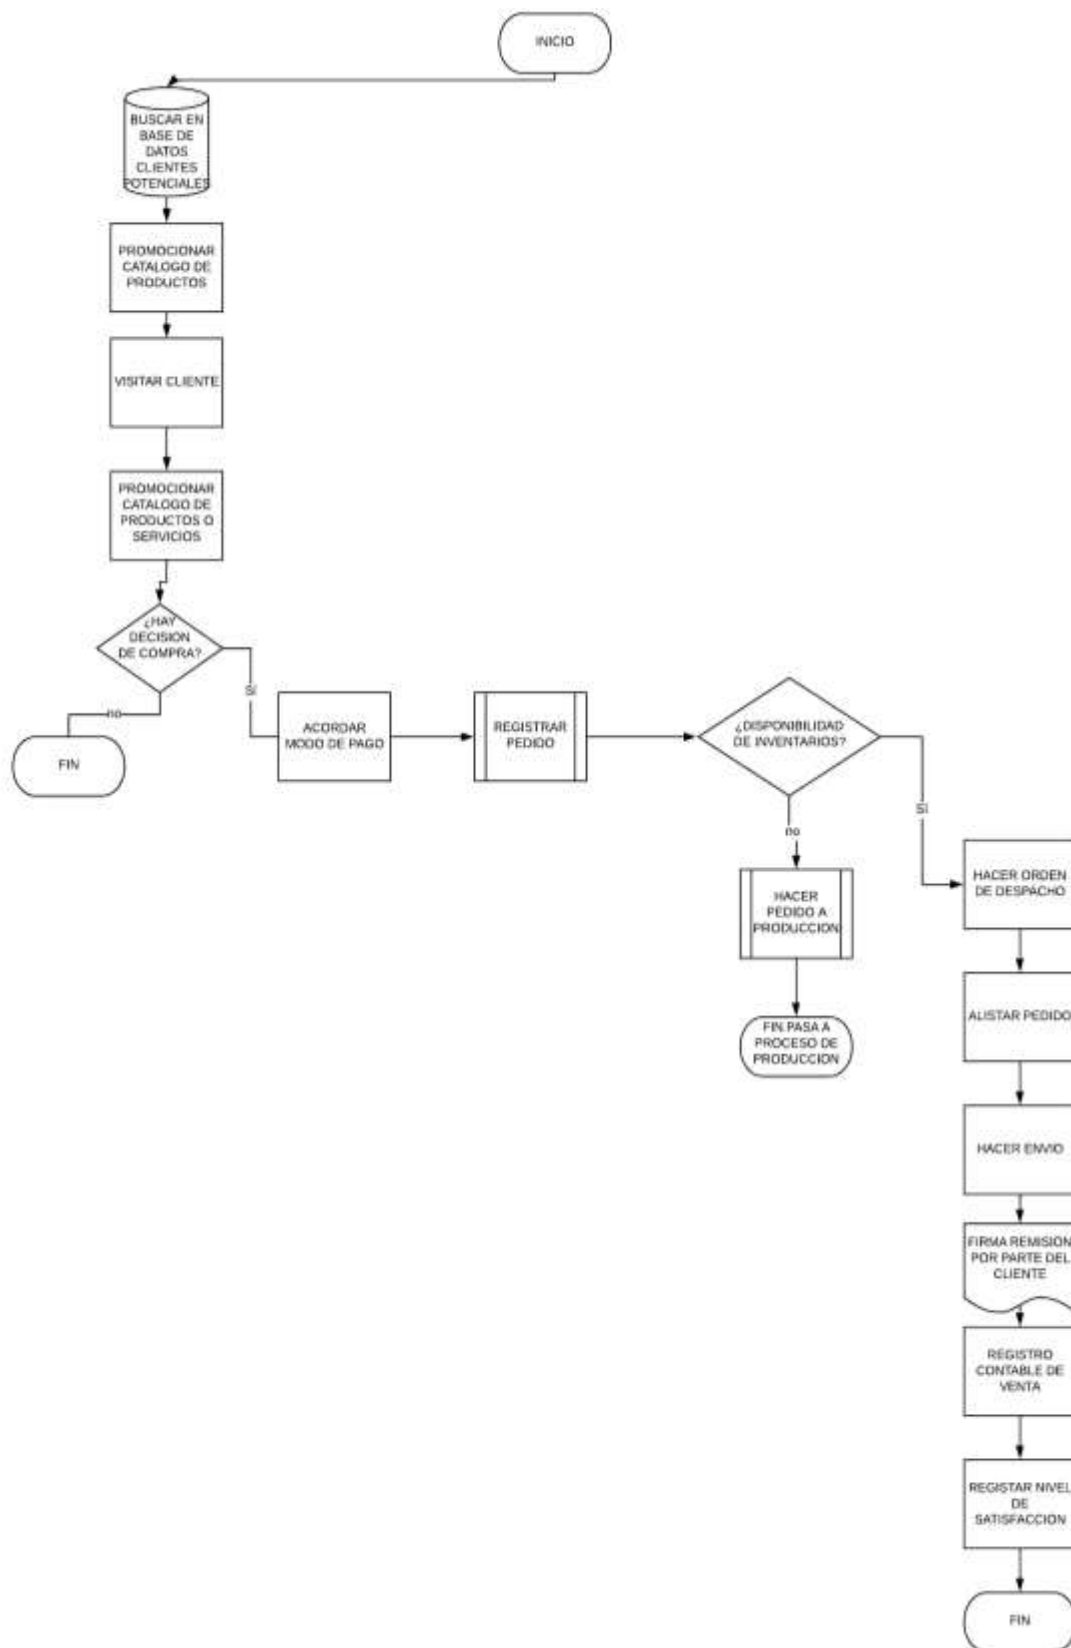 INICIO
BUSCAR EN
BASE DE
DATOS
CLIENTES
POTENCIALES
PROMOCIONAR
CATALOGO DE
PRODUCTOS
VISITAR CLIENTE
PROMOCIONAR
CATALOGO DE
PRODUCTOS O
SERVICIOS
¿HAY
DECISION
DE COMPRA?
no
FIN
SI
ACORDAR
MODO DE PAGO
REGISTRAR
PEDIDO
¿DISPONIBILIDAD
DE INVENTARIOS?
no
HACER
PEDIDO A
PRODUCCION
FIN PASA A
PROCESO DE
PRODUCCION
SI
HACER ORDEN
DE DESPACHO
ALISTAR PEDIDO
HACER ENVIO
FIRMA REMISION
POR PARTE DEL
CLIENTE
REGISTRO
CONTABLE DE
VENTA
REGISTAR NIVEL
DE
SATISFACCION
FIN